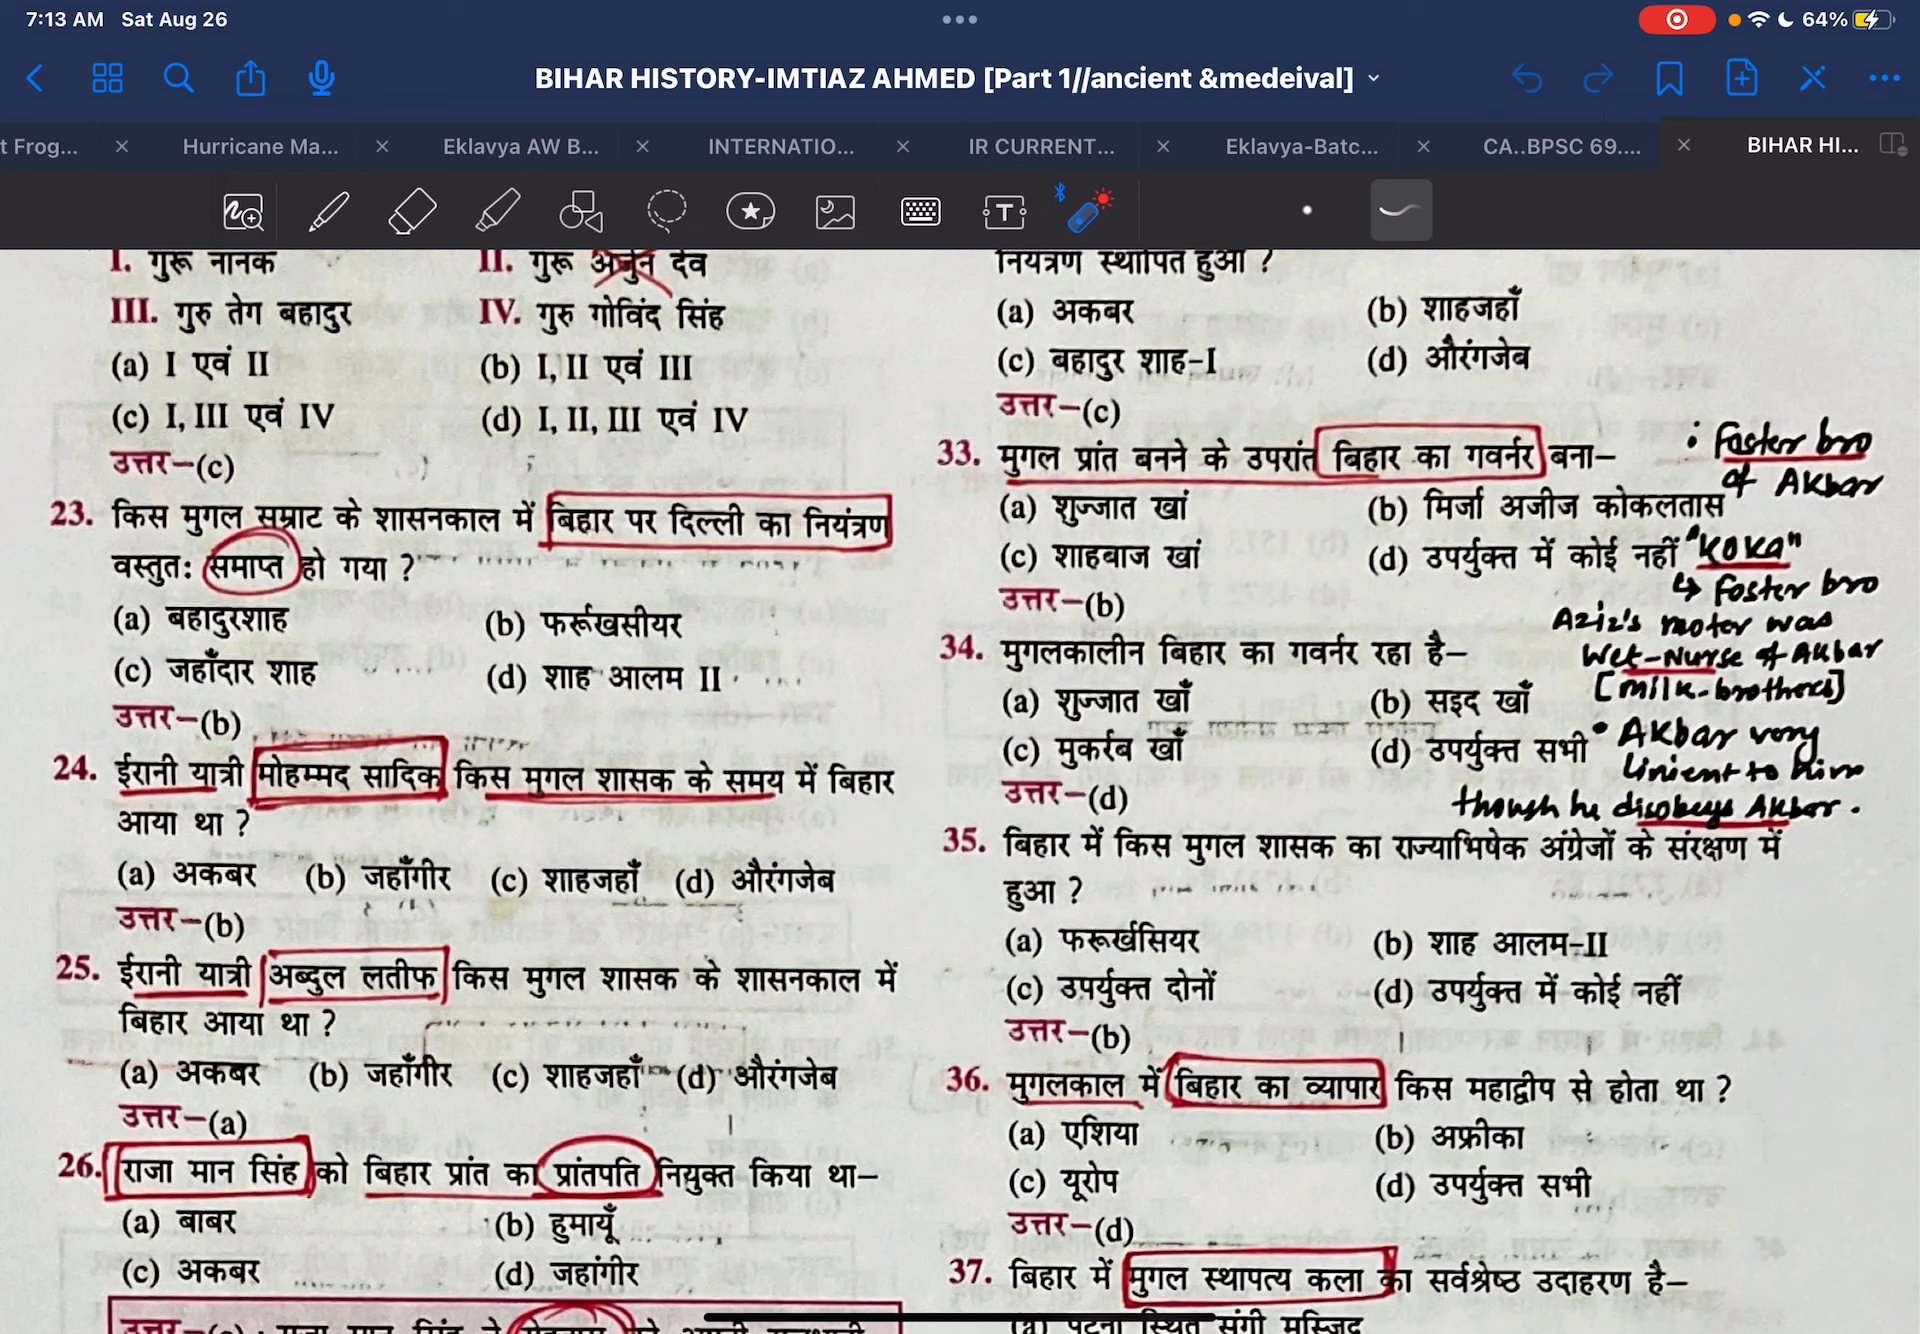 7:13 AM Sat Aug 26
64%
BIHAR HISTORY-IMTIAZ AHMED [Part 1//ancient &medeival]
t Frog... × Hurricane Ma... × Eklavya AW B... × INTERNATIO... × IR CURRENT... × Eklavya-Batc... × CA..BPSC 69.... × BIHAR HI...
I. गुरू नानक II. गुरू अर्जुन देव
III. गुरु तेग बहादुर IV. गुरु गोविंद सिंह
(a) I एवं II (b) I, II एवं III
(c) I, III एवं IV (d) I, II, III एवं IV
उत्तर–(c)
23. किस मुगल सम्राट के शासनकाल में बिहार पर दिल्ली का नियंत्रण
वस्तुतः समाप्त हो गया ?
(a) बहादुरशाह (b) फर्रूखसीयर
(c) जहाँदार शाह (d) शाह आलम II
उत्तर–(b)
24. ईरानी यात्री मोहम्मद सादिक किस मुगल शासक के समय में बिहार
आया था ?
(a) अकबर (b) जहाँगीर (c) शाहजहाँ (d) औरंगजेब
उत्तर–(b)
25. ईरानी यात्री अब्दुल लतीफ किस मुगल शासक के शासनकाल में
बिहार आया था ?
(a) अकबर (b) जहाँगीर (c) शाहजहाँ (d) औरंगजेब
उत्तर–(a)
26. राजा मान सिंह को बिहार प्रांत का प्रांतपति नियुक्त किया था–
(a) बाबर (b) हुमायूँ
(c) अकबर (d) जहांगीर
नियंत्रण स्थापित हुआ ?
(a) अकबर (b) शाहजहाँ
(c) बहादुर शाह-I (d) औरंगजेब
उत्तर–(c)
33. मुगल प्रांत बनने के उपरांत बिहार का गवर्नर बना–
(a) शुज्जात खां (b) मिर्जा अजीज कोकलतास
(c) शाहबाज खां (d) उपर्युक्त में कोई नहीं
उत्तर–(b)
: Foster bro
of Akbar
"KOKA"
↳ Foster bro
Aziz's motor was
Wet-Nurse of Akbar
[milk-brothers]
• Akbar very
linient to him
though he disobeys Akbar.
34. मुगलकालीन बिहार का गवर्नर रहा है–
(a) शुज्जात खाँ (b) सइद खाँ
(c) मुकर्रब खाँ (d) उपर्युक्त सभी
उत्तर–(d)
35. बिहार में किस मुगल शासक का राज्याभिषेक अंग्रेजों के संरक्षण में
हुआ ?
(a) फरूर्खसियर (b) शाह आलम-II
(c) उपर्युक्त दोनों (d) उपर्युक्त में कोई नहीं
उत्तर–(b)
36. मुगलकाल में बिहार का व्यापार किस महाद्वीप से होता था ?
(a) एशिया (b) अफ्रीका
(c) यूरोप (d) उपर्युक्त सभी
उत्तर–(d)
37. बिहार में मुगल स्थापत्य कला का सर्वश्रेष्ठ उदाहरण है–
(a) पटना स्थित संगी मस्जिद